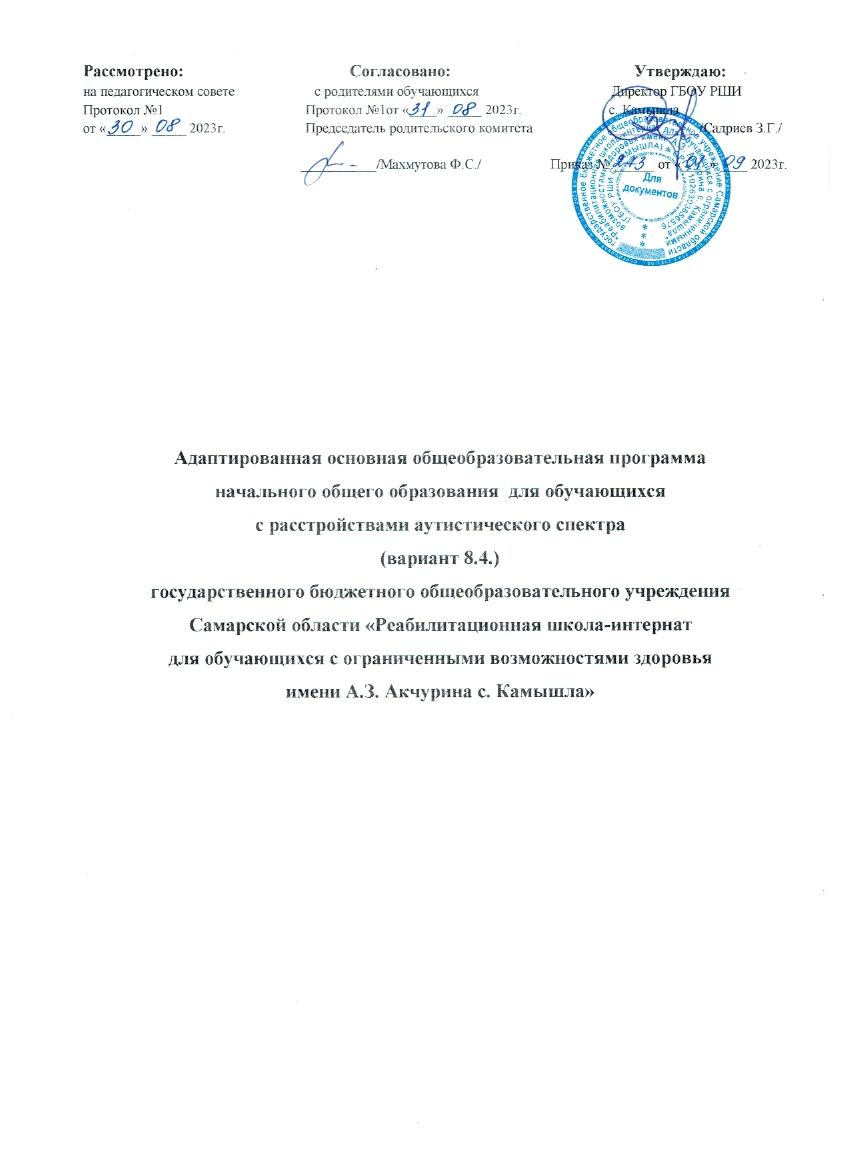 Рассмотрено:
на педагогическом совете
Протокол №1
от «30» 08 2023г.
Согласовано:
с родителями обучающихся
Протокол №1от «31» 08 2023г.
Председатель родительского комитета
/Махмутова Ф.С./
Утверждаю:
Директор ГБОУ РШИ
с. Камышла
/Садриев З.Г./
Приказ № 213 от «01» 09 2023г.
Для
документов
Адаптированная основная общеобразовательная программа
начального общего образования для обучающихся
с расстройствами аутистического спектра
(вариант 8.4.)
государственного бюджетного общеобразовательного учреждения
Самарской области «Реабилитационная школа-интернат
для обучающихся с ограниченными возможностями здоровья
имени А.З. Акчурина с. Камышла»